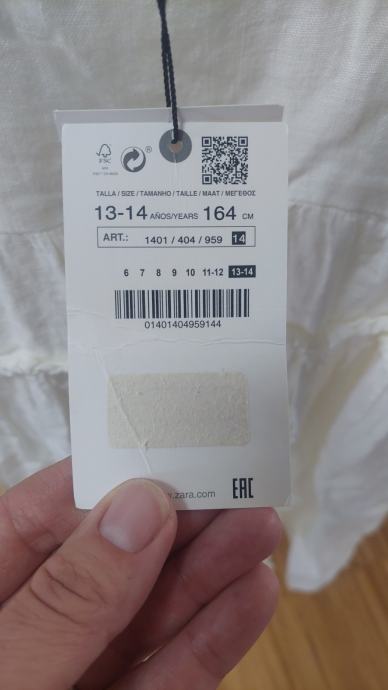 FSC
®
TALLA / SIZE / TAMANHO / TAILLE / MAAT / ΜΕΓΕΘΟΣ
13-14 AÑOS/YEARS 164 CM
ART.: 1401 / 404 / 959 14
6 7 8 9 10 11-12 13-14
01401404959144
.zara.com
EAC